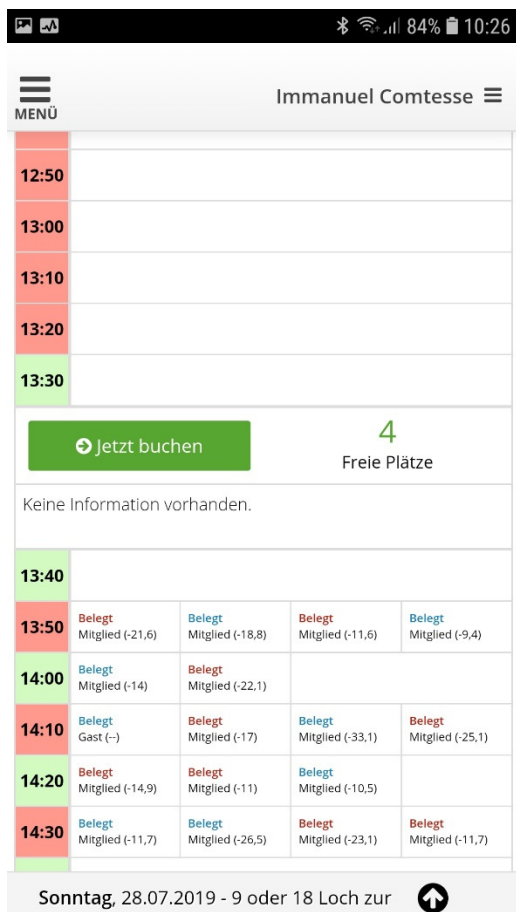 84% 10:26
MENÜ
Immanuel Comtesse
12:50
13:00
13:10
13:20
13:30
Jetzt buchen
4
Freie Plätze
Keine Information vorhanden.
13:40
13:50 Belegt Belegt Belegt Belegt
Mitglied (-21,6) Mitglied (-18,8) Mitglied (-11,6) Mitglied (-9,4)
14:00 Belegt Belegt
Mitglied (-14) Mitglied (-22,1)
14:10 Belegt Belegt Belegt Belegt
Gast (--) Mitglied (-17) Mitglied (-33,1) Mitglied (-25,1)
14:20 Belegt Belegt Belegt
Mitglied (-14,9) Mitglied (-11) Mitglied (-10,5)
14:30 Belegt Belegt Belegt Belegt
Mitglied (-11,7) Mitglied (-26,5) Mitglied (-23,1) Mitglied (-11,7)
Sonntag, 28.07.2019 - 9 oder 18 Loch zur